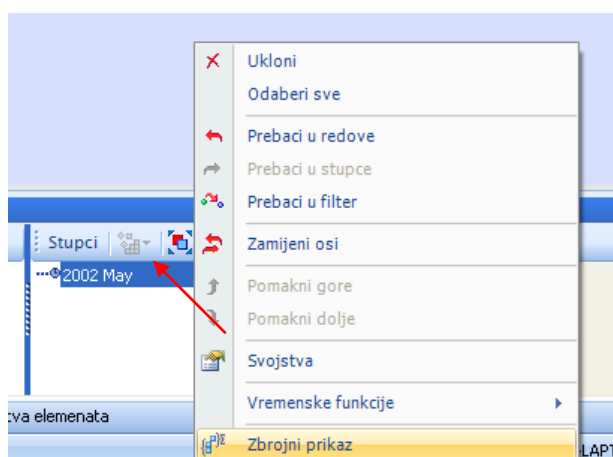 Ukloni
Odaberi sve
Prebaci u redove
Prebaci u stupce
Prebaci u filter
Zamijeni osi
Pomakni gore
Pomakni dolje
Svojstva
Vremenske funkcije
Zbrojni prikaz
Stupci
2002 May
tva elemenata
LAPT